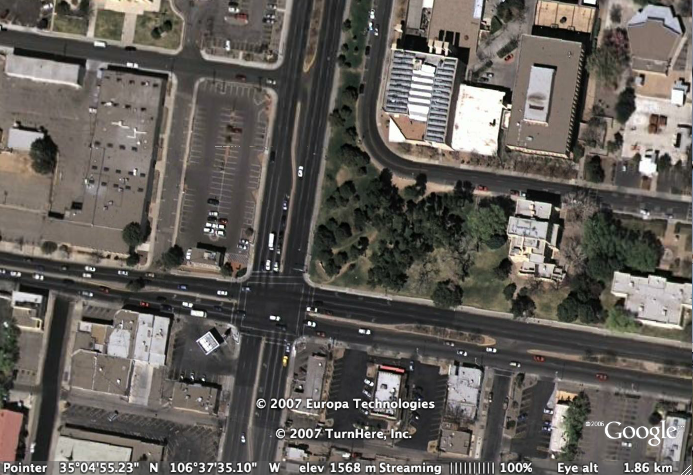 © 2007 Europa Technologies
© 2007 TurnHere, Inc.
©2006 Google
Pointer 35°04'55.23" N 106°37'35.10" W elev 1568 m Streaming |||||||||| 100% Eye alt 1.86 km